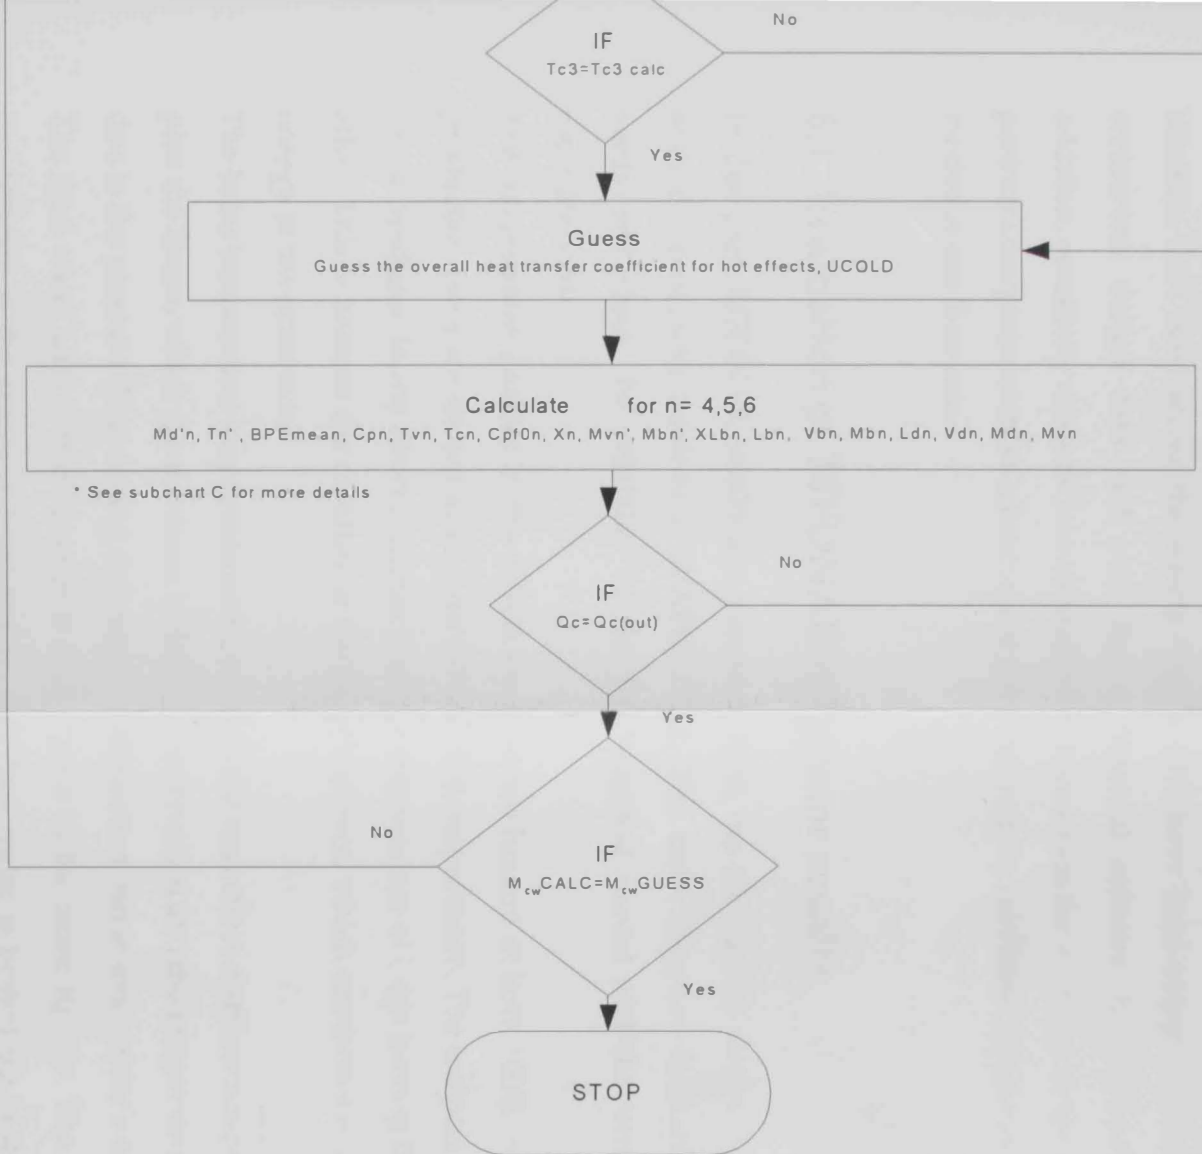 No
IF
Tc3=Tc3 calc
Yes
Guess
Guess the overall heat transfer coefficient for hot effects, UCOLD
Calculate for n= 4,5,6
Md'n, Tn' , BPEmean, Cpn, Tvn, Tcn, Cpf0n, Xn, Mvn', Mbn', XLbn, Lbn, Vbn, Mbn, Ldn, Vdn, Mdn, Mvn
* See subchart C for more details
No
IF
Qc=Qc(out)
Yes
No
IF
McwCALC=McwGUESS
Yes
STOP